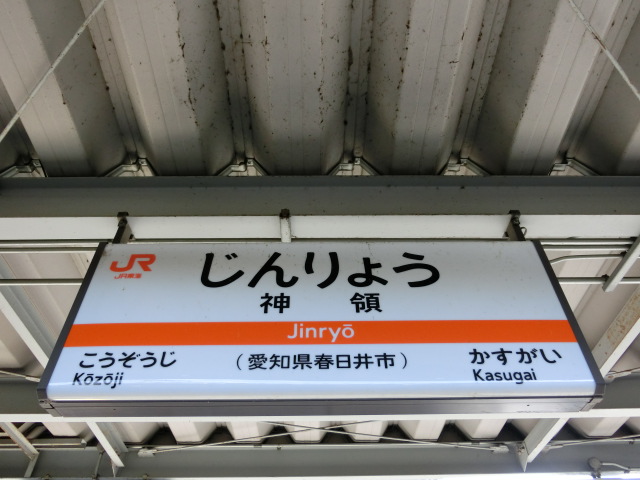 JR
JR東海
じんりょう
神領
Jinryō
こうぞうじ
Kōzōji
(愛知県春日井市)
かすがい
Kasugai